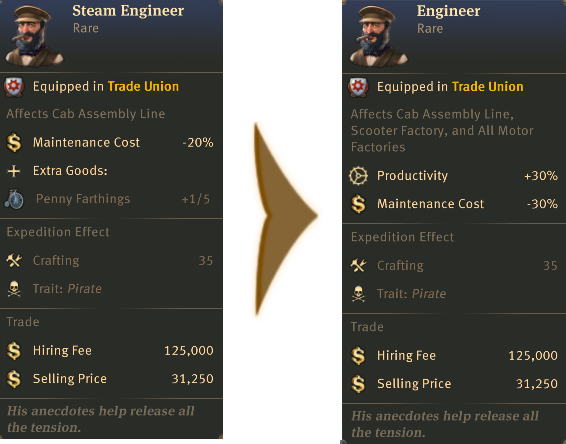 Steam Engineer
Rare
Equipped in Trade Union
Affects Cab Assembly Line
Maintenance Cost -20%
Extra Goods:
Penny Farthings +1/5
Expedition Effect
Crafting 35
Trait: Pirate
Trade
Hiring Fee 125,000
Selling Price 31,250
His anecdotes help release all
the tension.
Engineer
Rare
Equipped in Trade Union
Affects Cab Assembly Line,
Scooter Factory, and All Motor
Factories
Productivity +30%
Maintenance Cost -30%
Expedition Effect
Crafting 35
Trait: Pirate
Trade
Hiring Fee 125,000
Selling Price 31,250
His anecdotes help release all
the tension.